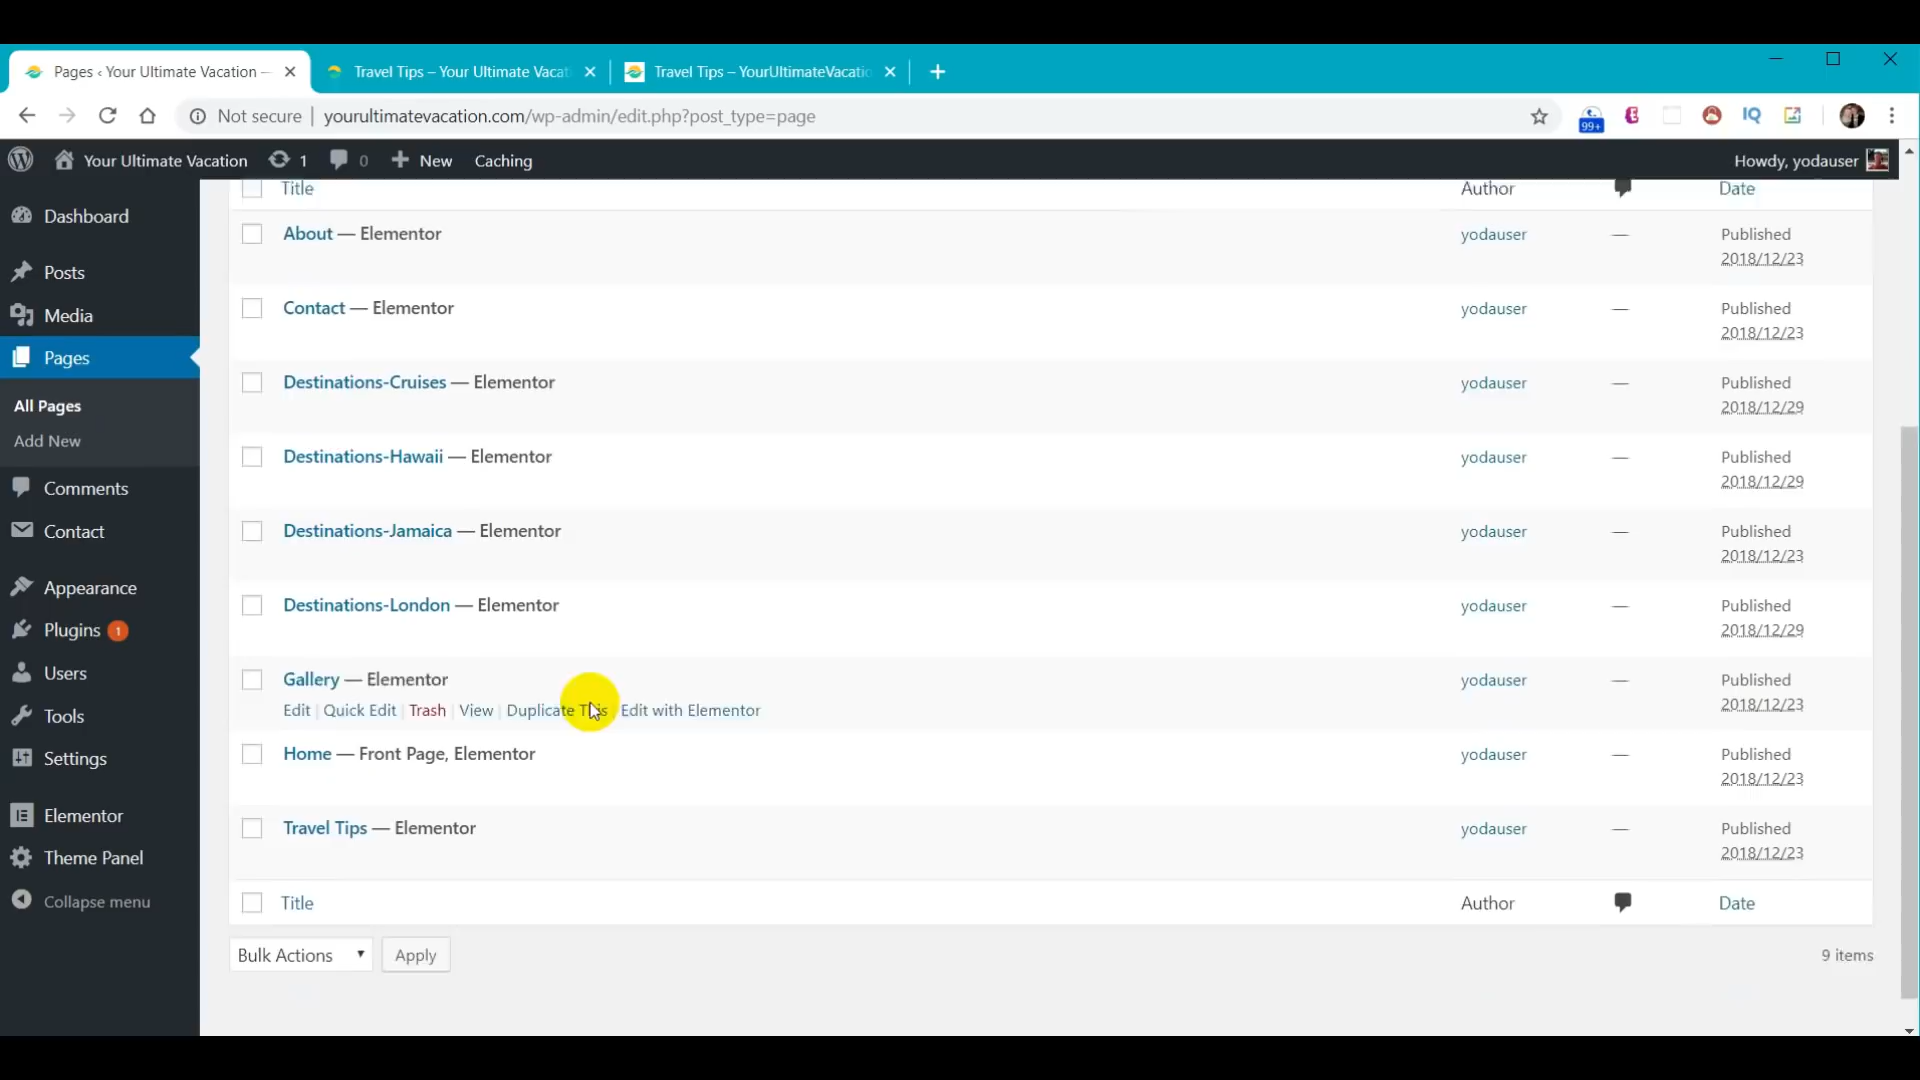 Pages ‹ Your Ultimate Vacation —
Travel Tips – Your Ultimate Vacat
Travel Tips – YourUltimateVacatio
Not secure | yourultimatevacation.com/wp-admin/edit.php?post_type=page
99+
IQ
Your Ultimate Vacation 1 0 New Caching
Howdy, yodauser
Dashboard
Posts
Media
Pages
All Pages
Add New
Comments
Contact
Appearance
Plugins 1
Users
Tools
Settings
Elementor
Theme Panel
Collapse menu
Title Author Date
About — Elementor yodauser — Published
2018/12/23
Contact — Elementor yodauser — Published
2018/12/23
Destinations-Cruises — Elementor yodauser — Published
2018/12/29
Destinations-Hawaii — Elementor yodauser — Published
2018/12/29
Destinations-Jamaica — Elementor yodauser — Published
2018/12/23
Destinations-London — Elementor yodauser — Published
2018/12/29
Gallery — Elementor yodauser — Published
Edit | Quick Edit | Trash | View | Duplicate This Edit with Elementor 2018/12/23
Home — Front Page, Elementor yodauser — Published
2018/12/23
Travel Tips — Elementor yodauser — Published
2018/12/23
Title Author Date
Bulk Actions Apply 9 items